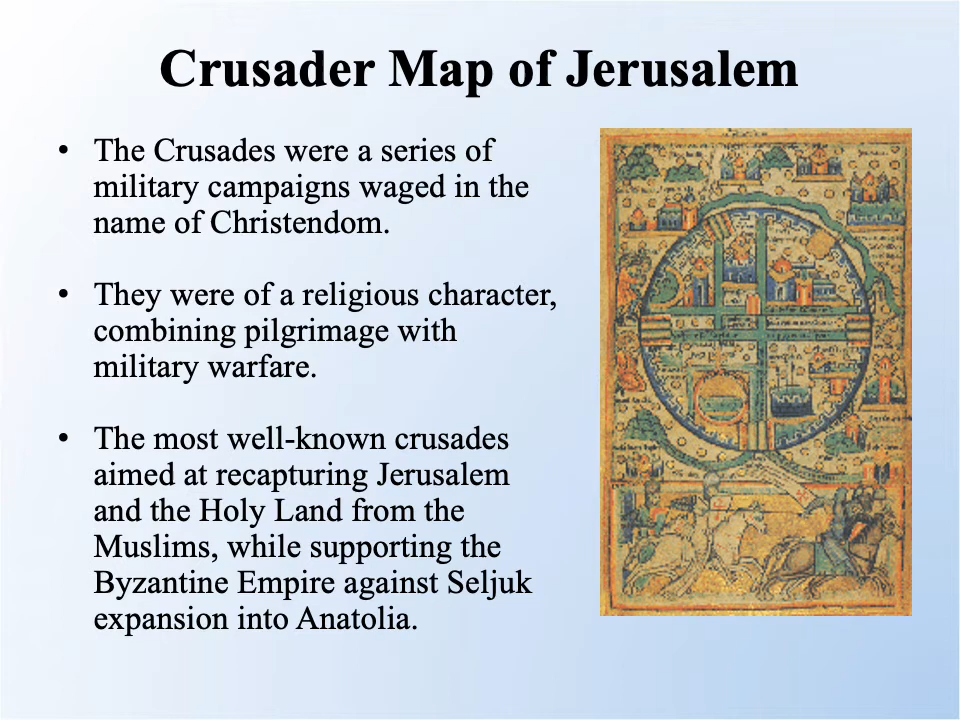 Crusader Map of Jerusalem
• The Crusades were a series of
military campaigns waged in the
name of Christendom.
• They were of a religious character,
combining pilgrimage with
military warfare.
• The most well-known crusades
aimed at recapturing Jerusalem
and the Holy Land from the
Muslims, while supporting the
Byzantine Empire against Seljuk
expansion into Anatolia.